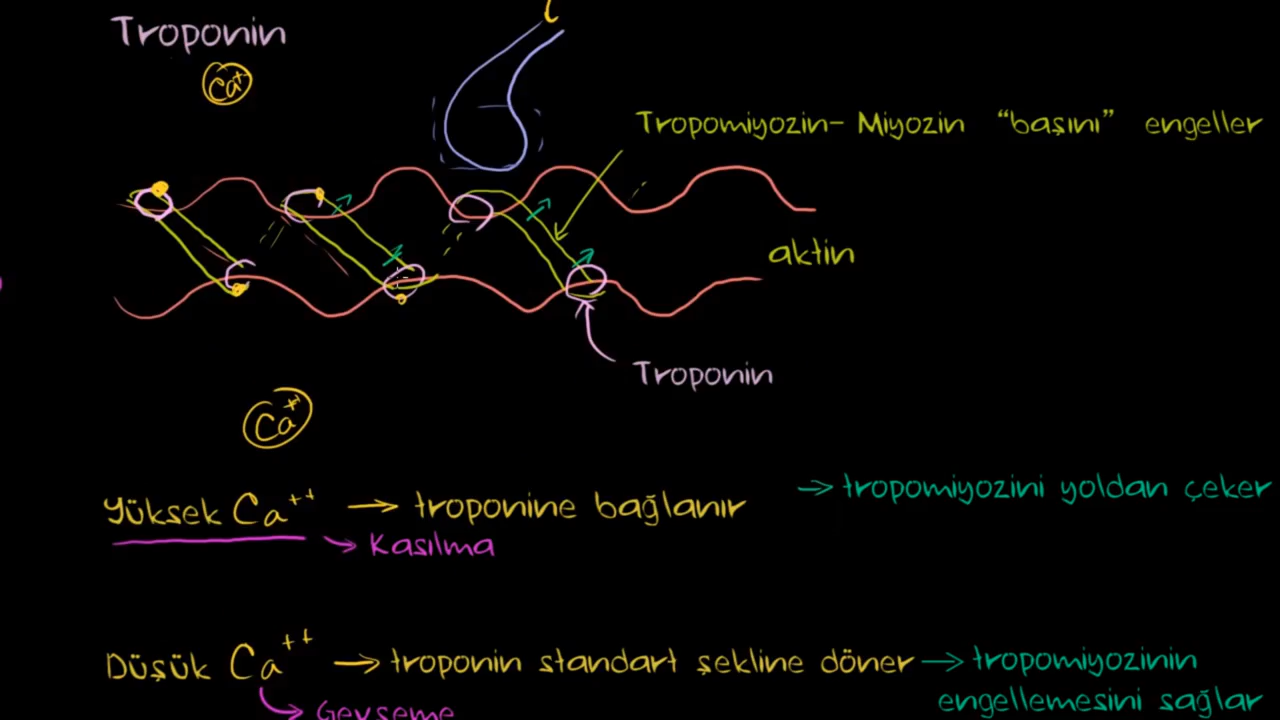 Troponin
Ca⁺
Tropomiyozin- Miyozin "başını" engeller
aktin
Troponin
Ca⁺
Yüksek Ca⁺⁺ → troponine bağlanır → tropomiyozini yoldan çeker
→ Kasılma
Düşük Ca⁺⁺ → troponin standart şekline döner → tropomiyozinin
engellemesini sağlar
→ Gevşeme